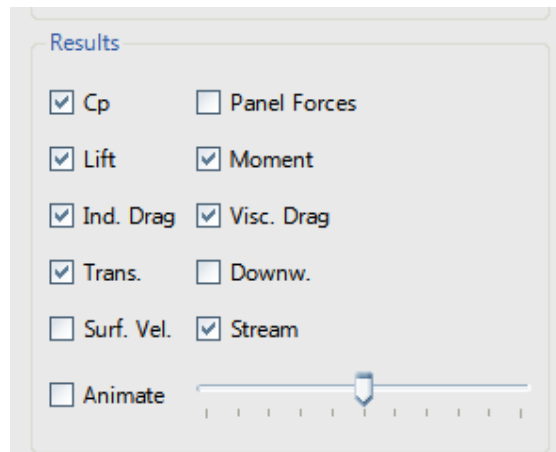 Results
Cp Panel Forces
Lift Moment
Ind. Drag Visc. Drag
Trans. Downw.
Surf. Vel. Stream
Animate